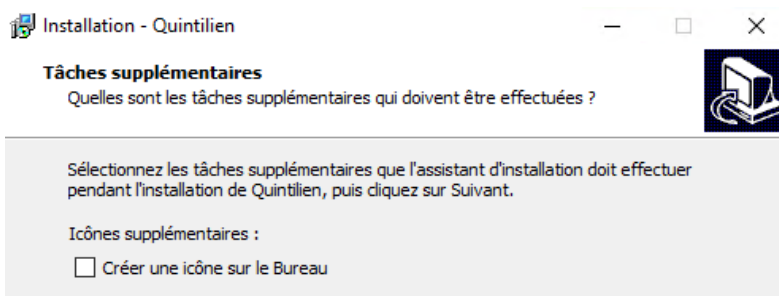 Installation - Quintilien
Tâches supplémentaires
Quelles sont les tâches supplémentaires qui doivent être effectuées ?
Sélectionnez les tâches supplémentaires que l'assistant d'installation doit effectuer
pendant l'installation de Quintilien, puis cliquez sur Suivant.
Icônes supplémentaires :
Créer une icône sur le Bureau